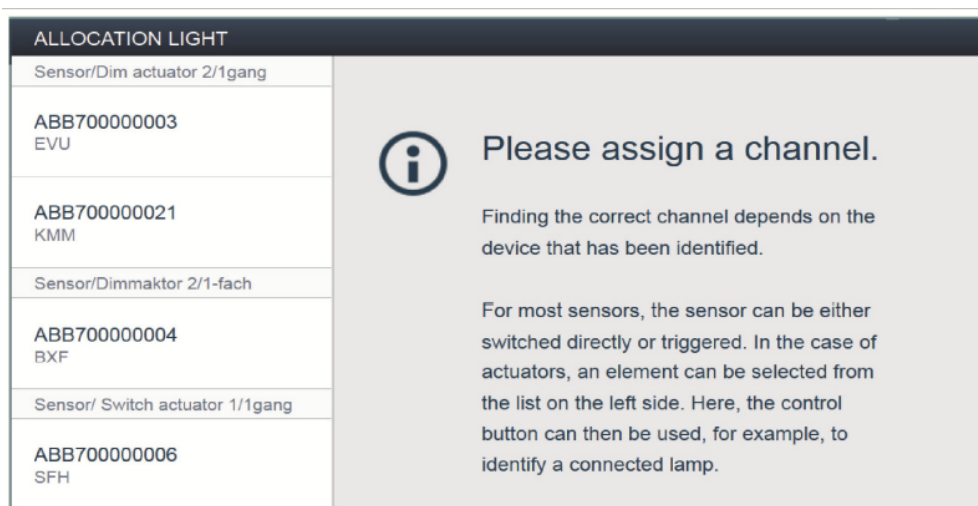 ALLOCATION LIGHT
Sensor/Dim actuator 2/1gang
ABB700000003
EVU
ABB700000021
KMM
Sensor/Dimmaktor 2/1-fach
ABB700000004
BXF
Sensor/ Switch actuator 1/1gang
ABB700000006
SFH
Please assign a channel.
Finding the correct channel depends on the
device that has been identified.
For most sensors, the sensor can be either
switched directly or triggered. In the case of
actuators, an element can be selected from
the list on the left side. Here, the control
button can then be used, for example, to
identify a connected lamp.